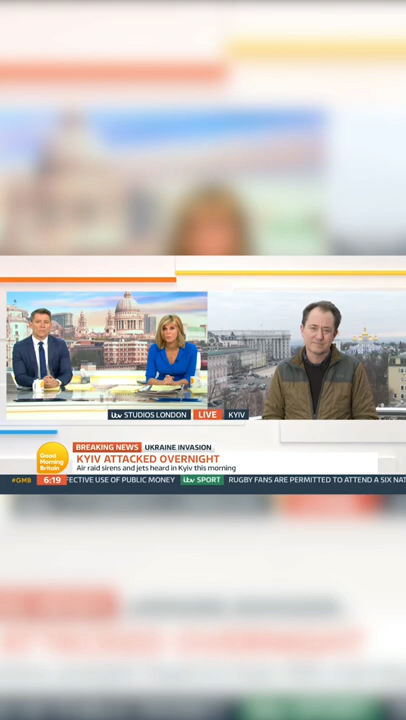 itv STUDIOS LONDON LIVE KYIV
BREAKING NEWS UKRAINE INVASION
Good
Morning
Britain
KYIV ATTACKED OVERNIGHT
Air raid sirens and jets heard in Kyiv this morning
#GMB 6:19 FECTIVE USE OF PUBLIC MONEY itv SPORT RUGBY FANS ARE PERMITTED TO ATTEND A SIX NAT